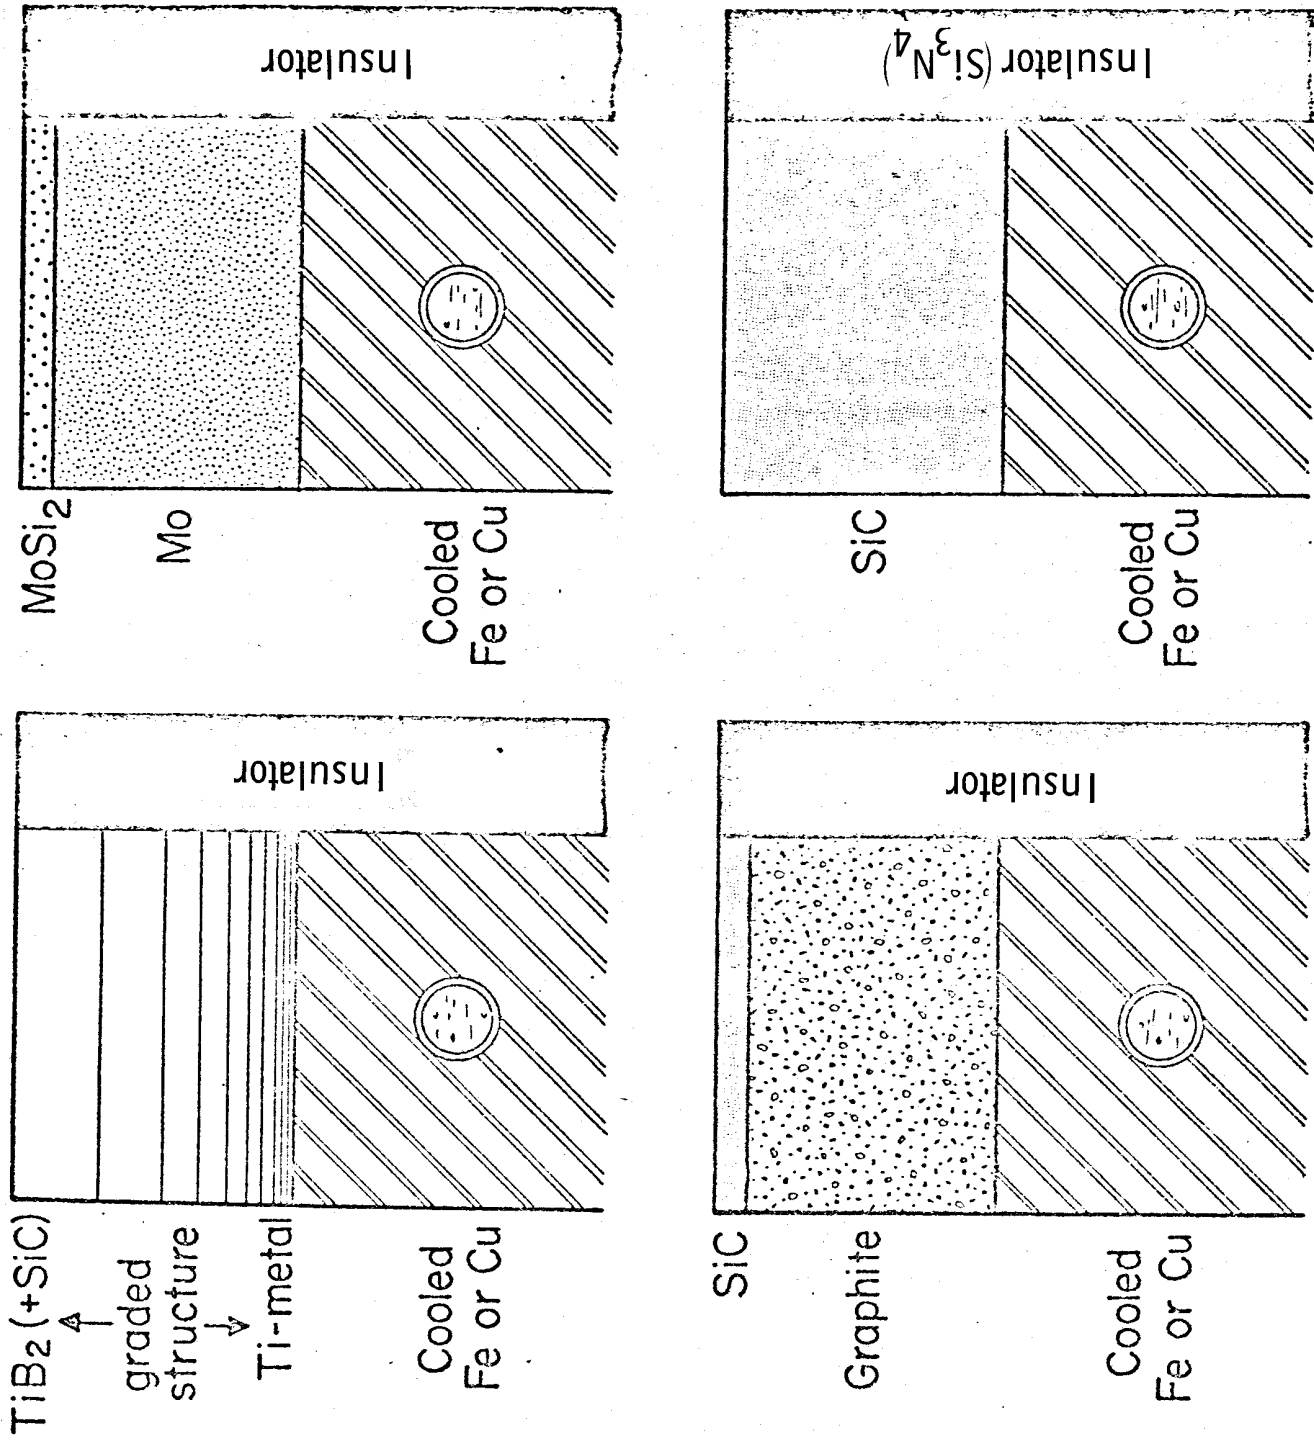 MoSi2
Mo
Cooled
Fe or Cu
Insulator
SiC
Cooled
Fe or Cu
Insulator (Si3N4)
TiB2 (+SiC)
graded
structure
Ti-metal
Cooled
Fe or Cu
Insulator
SiC
Graphite
Cooled
Fe or Cu
Insulator